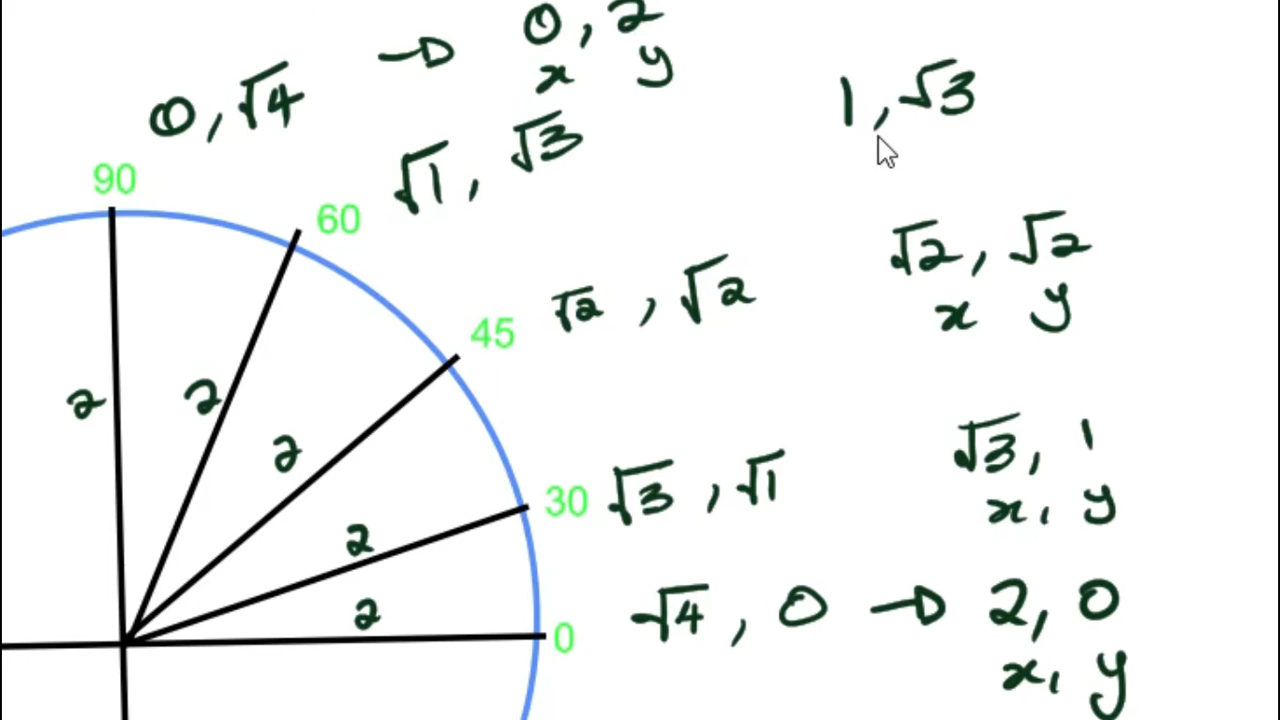 0, √4 → 0, 2
x y
90
√1, √3
1, √3
60
√2, √2
√2, √2
x y
45
2
2
2
√3, √1
√3, 1
x, y
30
2
2
√4, 0 → 2, 0
x, y
0